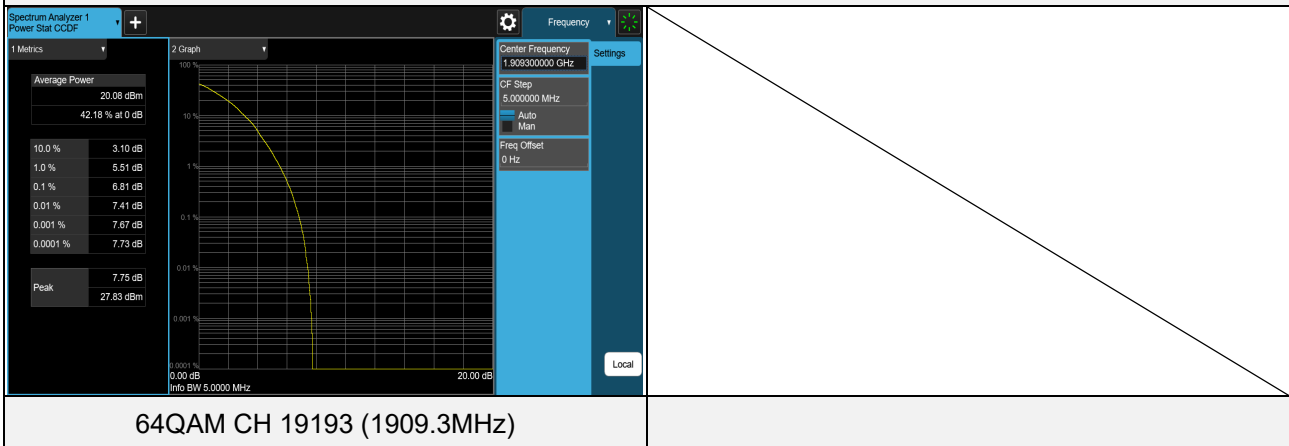 Spectrum Analyzer 1
Power Stat CCDF
+
Frequency
1 Metrics
2 Graph
Center Frequency
1.909300000 GHz
Settings
CF Step
5.000000 MHz
Auto
Man
Freq Offset
0 Hz
Average Power
20.08 dBm
42.18 % at 0 dB
10.0 % 3.10 dB
1.0 % 5.51 dB
0.1 % 6.81 dB
0.01 % 7.41 dB
0.001 % 7.67 dB
0.0001 % 7.73 dB
Peak 7.75 dB
27.83 dBm
100 %
10 %
1 %
0.1 %
0.01 %
0.001 %
0.0001 %
0.00 dB 20.00 dB
Info BW 5.0000 MHz
Local
64QAM CH 19193 (1909.3MHz)